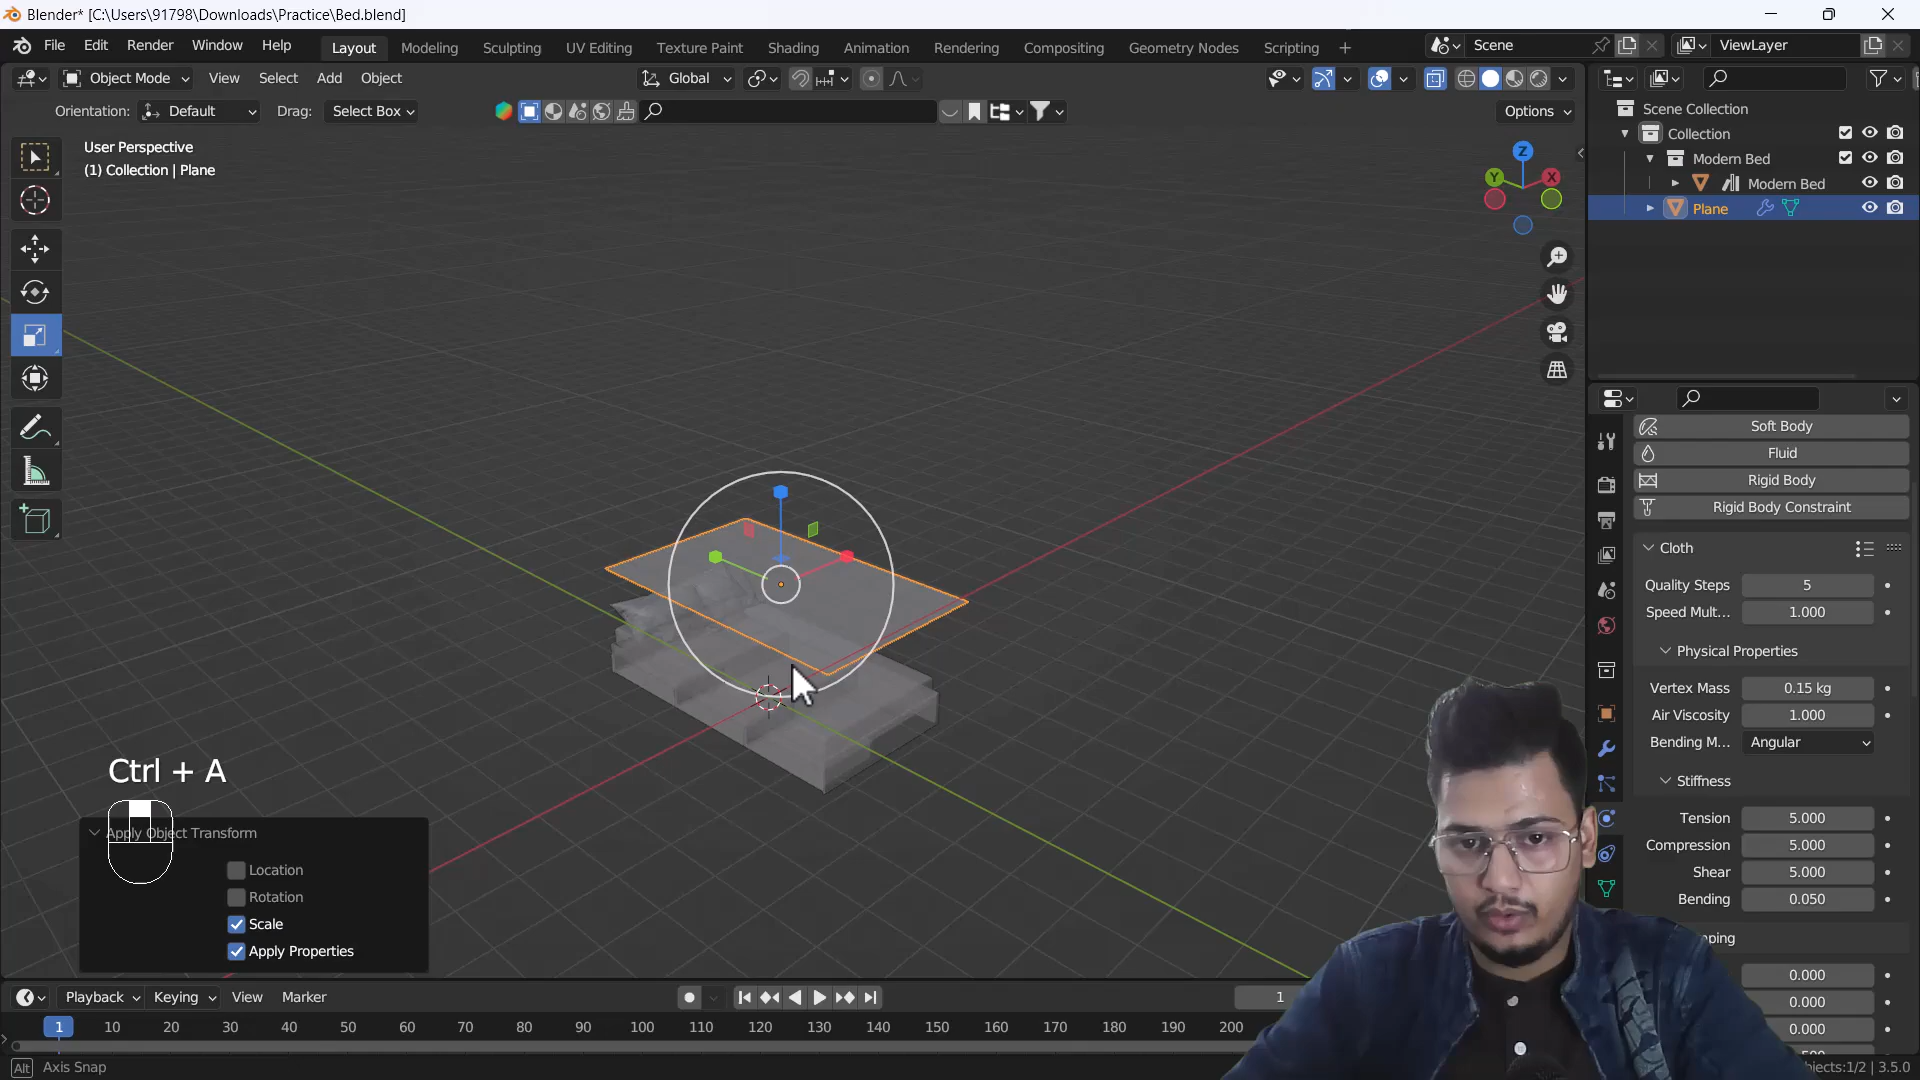 Blender* [C:\Users\91798\Downloads\Practice\Bed.blend]
File Edit Render Window Help
Layout Modeling Sculpting UV Editing Texture Paint Shading Animation Rendering Compositing Geometry Nodes Scripting
Scene
ViewLayer
Object Mode View Select Add Object
Global
Orientation: Default Drag: Select Box
Options
User Perspective
(1) Collection | Plane
Z
Y
X
Scene Collection
Collection
Modern Bed
Modern Bed
Plane
Soft Body
Fluid
Rigid Body
Rigid Body Constraint
Cloth
Quality Steps 5
Speed Mult... 1.000
Physical Properties
Vertex Mass 0.15 kg
Air Viscosity 1.000
Bending M... Angular
Stiffness
Tension 5.000
Compression 5.000
Shear 5.000
Bending 0.050
0.000
0.000
0.000
Ctrl + A
Apply Object Transform
Location
Rotation
Scale
Apply Properties
Playback Keying View Marker
1
1 10 20 30 40 50 60 70 80 90 100 110 120 130 140 150 160 170 180 190 200
Alt Axis Snap
bjects:1/2 | 3.5.0